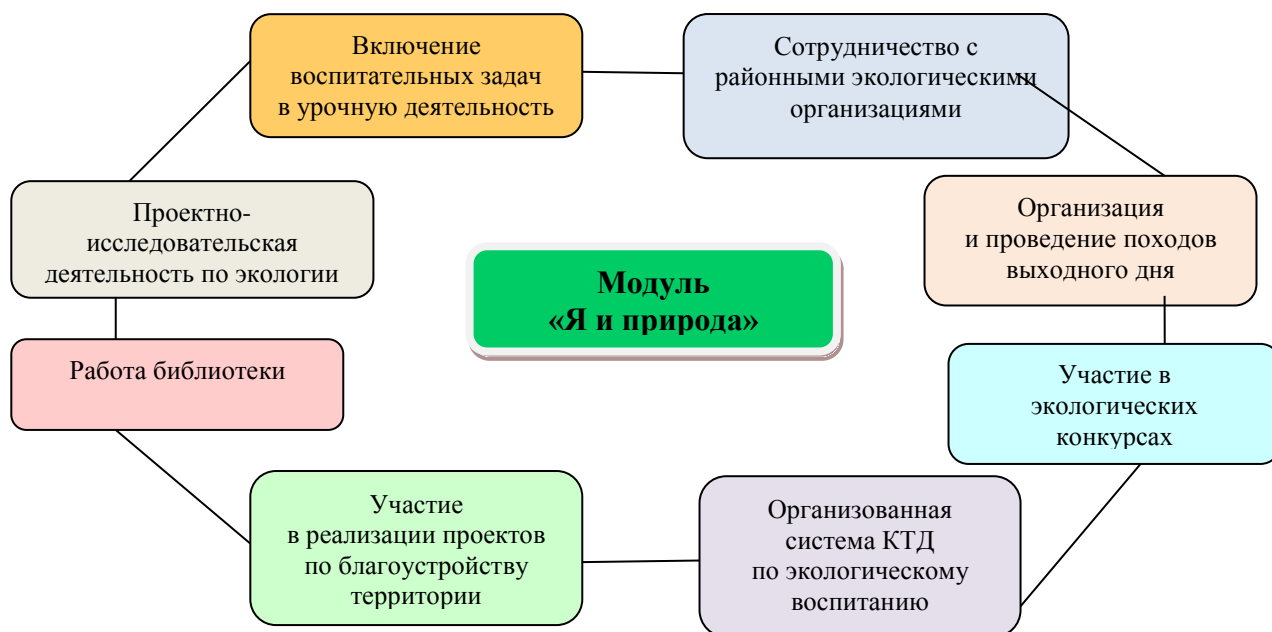 Включение
воспитательных задач
в урочную деятельность
Сотрудничество с
районными экологическими
организациями
Проектно-
исследовательская
деятельность по экологии
Организация
и проведение походов
выходного дня
Модуль
«Я и природа»
Работа библиотеки
Участие в
экологических
конкурсах
Участие
в реализации проектов
по благоустройству
территории
Организованная
система КТД
по экологическому
воспитанию